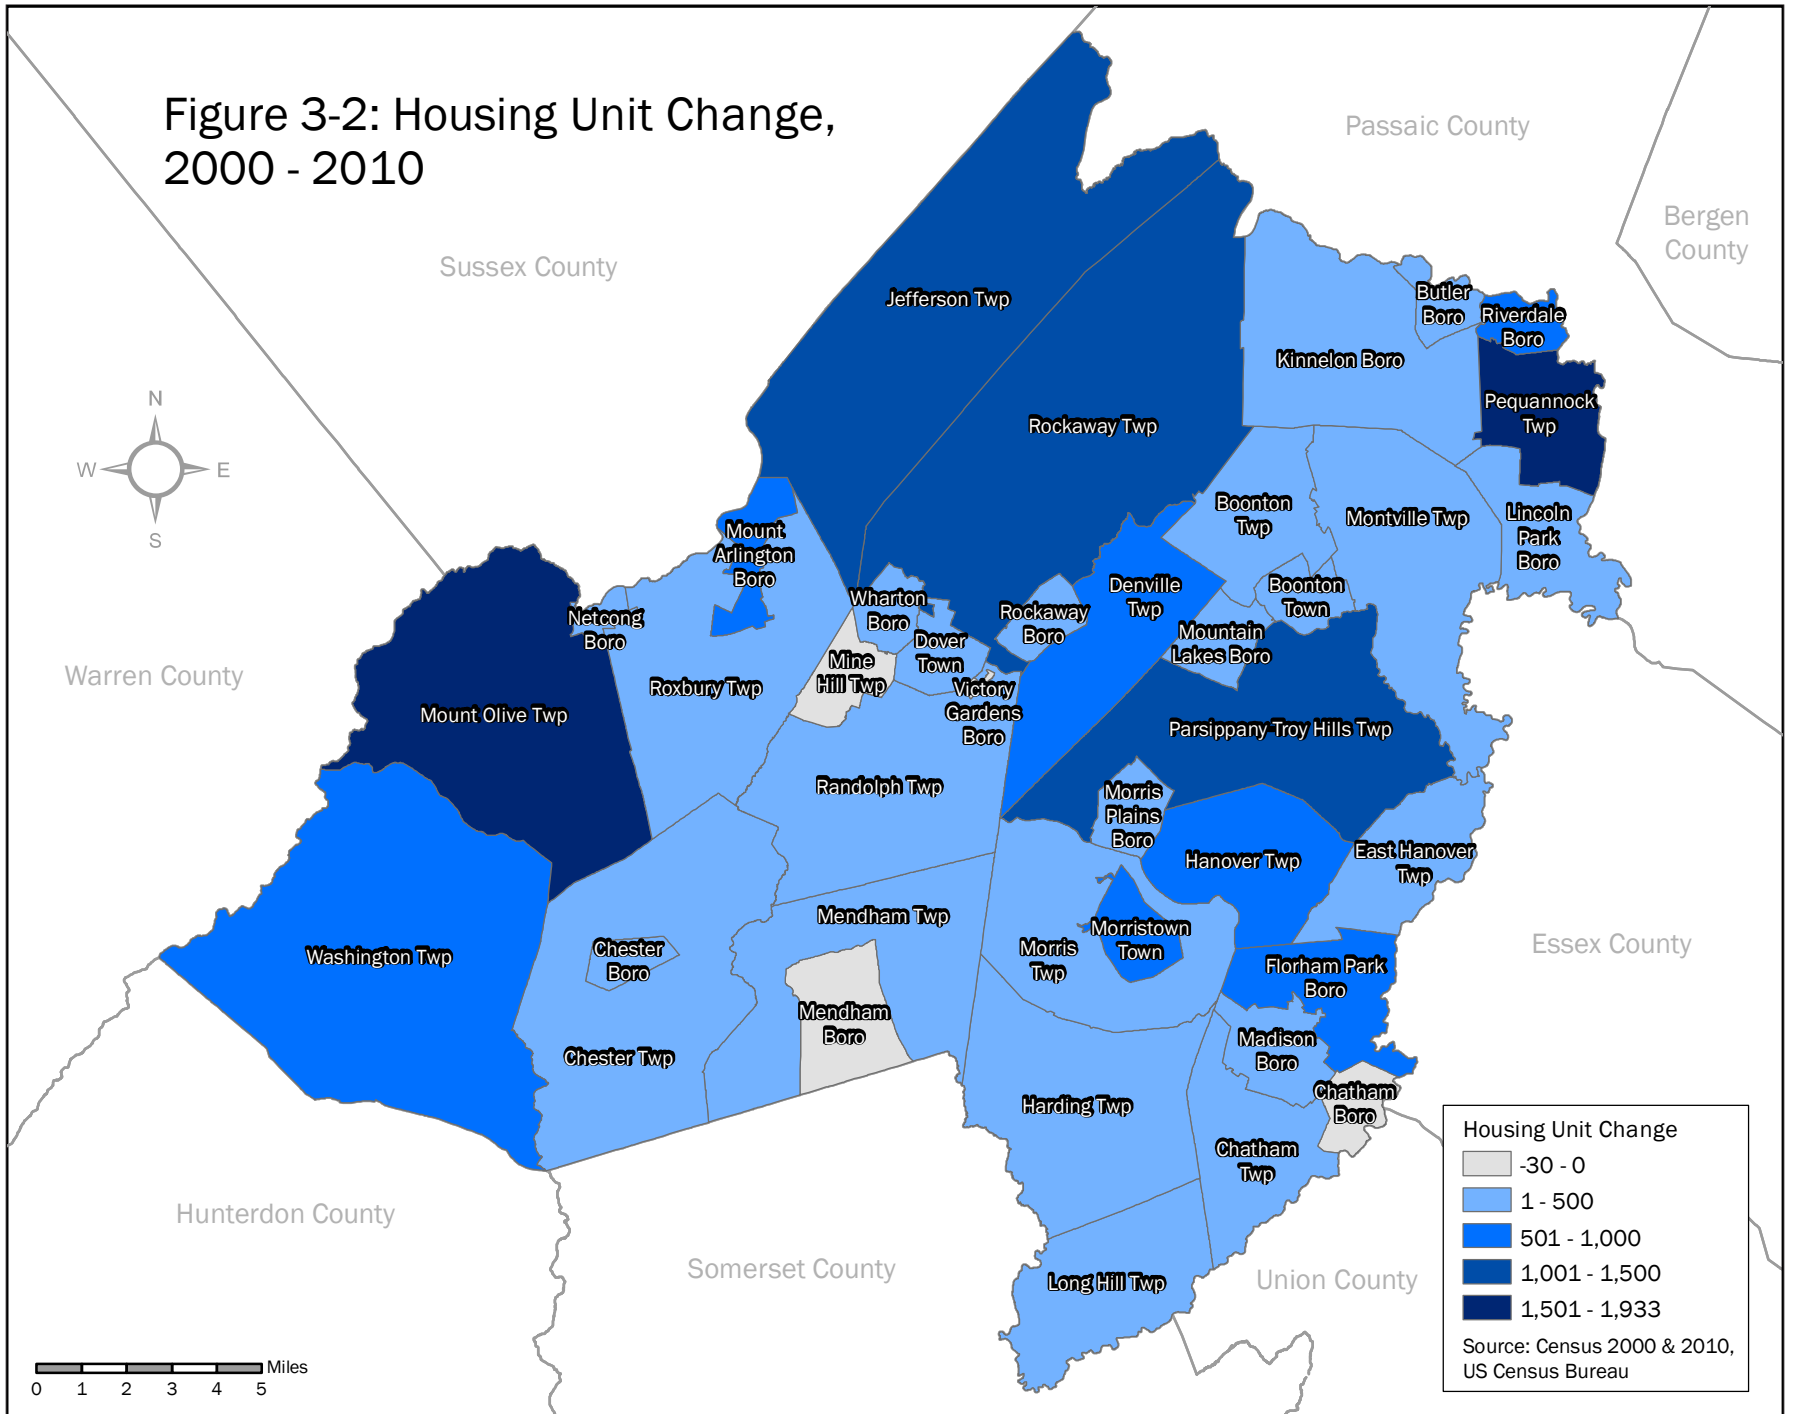 Figure 3-2: Housing Unit Change,
2000 - 2010
Passaic County
Bergen
County
Sussex County
Jefferson Twp
Butler
Boro
Riverdale
Boro
Kinnelon Boro
Pequannock
Twp
N
W
E
S
Rockaway Twp
Boonton
Twp
Montville Twp
Lincoln
Park
Boro
Mount
Arlington
Boro
Denville
Twp
Boonton
Town
Wharton
Boro
Rockaway
Boro
Netcong
Boro
Dover
Town
Mountain
Lakes Boro
Mine
Hill Twp
Warren County
Roxbury Twp
Victory
Gardens
Boro
Mount Olive Twp
Parsippany Troy Hills Twp
Randolph Twp
Morris
Plains
Boro
Hanover Twp
East Hanover
Twp
Mendham Twp
Morristown
Town
Washington Twp
Chester
Boro
Morris
Twp
Essex County
Florham Park
Boro
Mendham
Boro
Madison
Boro
Chester Twp
Chatham
Boro
Harding Twp
Chatham
Twp
Hunterdon County
Somerset County
Long Hill Twp
Union County
Housing Unit Change
-30 - 0
1 - 500
501 - 1,000
1,001 - 1,500
1,501 - 1,933
Source: Census 2000 & 2010,
US Census Bureau
Miles
0 1 2 3 4 5